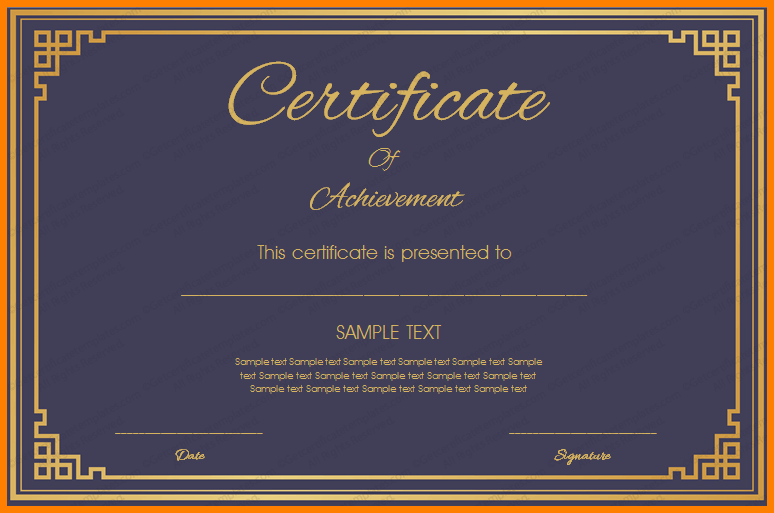 Certificate
Of
Achievement
This certificate is presented to
SAMPLE TEXT
Sample text Sample text Sample text Sample text Sample text Sample
text Sample text Sample text Sample text Sample text Sample text
Sample text Sample text Sample text Sample text Sample text
Date
Signature